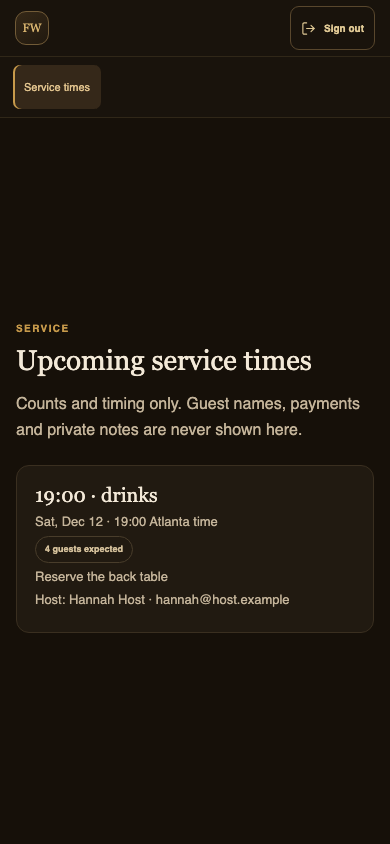 FW
Sign out
Service times
SERVICE
Upcoming service times
Counts and timing only. Guest names, payments
and private notes are never shown here.
19:00 · drinks
Sat, Dec 12 · 19:00 Atlanta time
4 guests expected
Reserve the back table
Host: Hannah Host · hannah@host.example